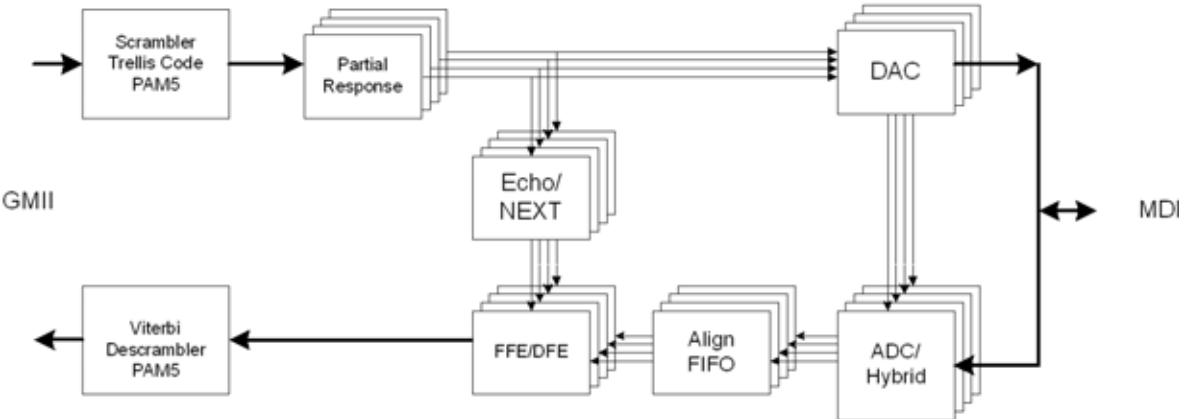 Scrambler
Trellis Code
PAM5
Partial
Response
DAC
Echo/
NEXT
GMII
MDI
Viterbi
Descrambler
PAM5
FFE/DFE
Align
FIFO
ADC/
Hybrid